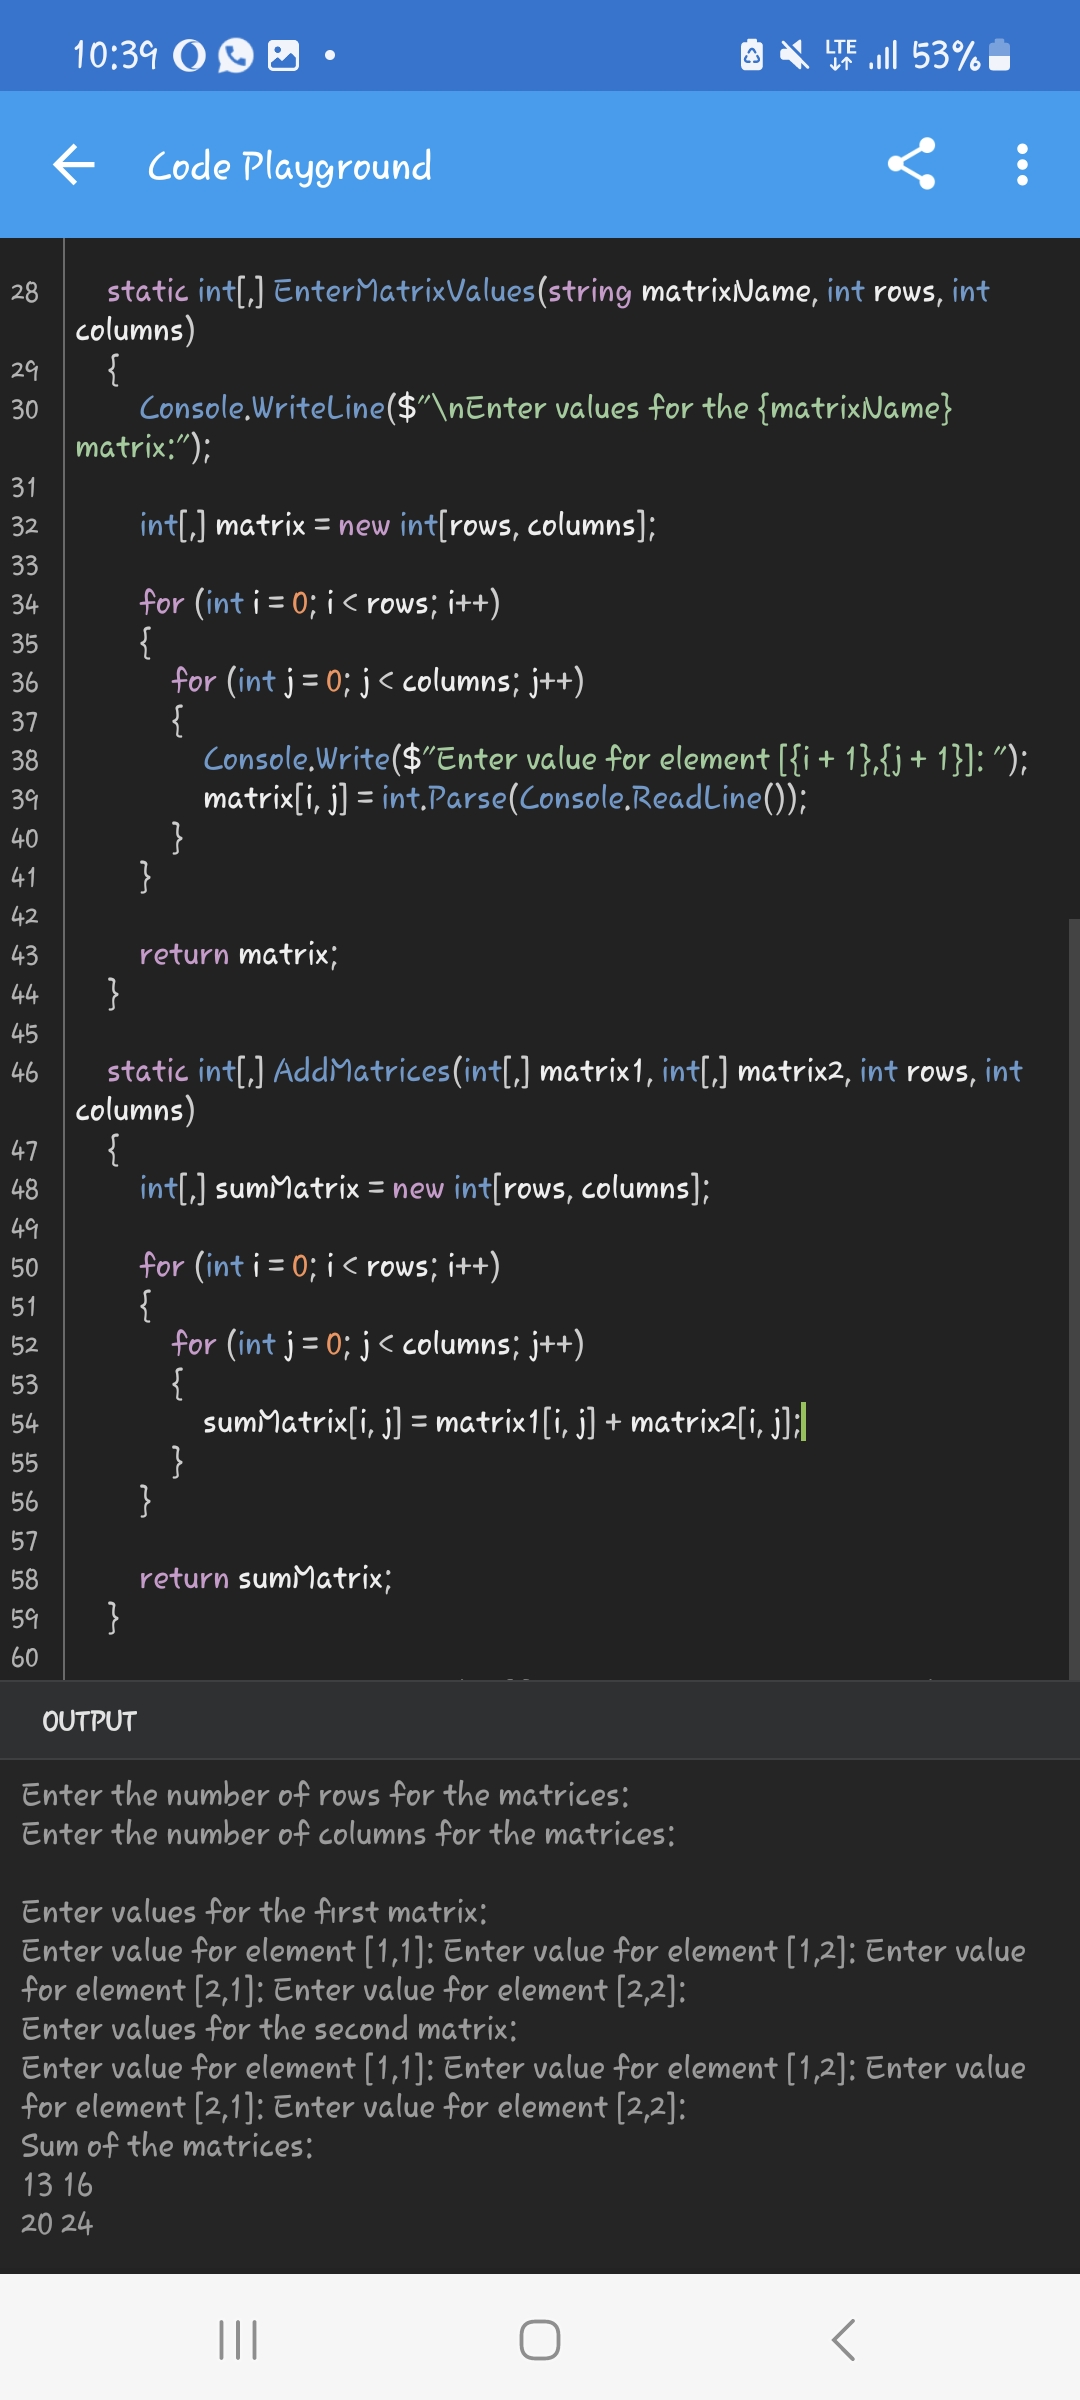 10:39
LTE
53%
Code Playground
28 static int[,] EnterMatrixValues(string matrixName, int rows, int
columns)
29 {
30 Console.WriteLine($"\nEnter values for the {matrixName}
matrix:");
31
32 int[,] matrix = new int[rows, columns];
33
34 for (int i = 0; i < rows; i++)
35 {
36 for (int j = 0; j < columns; j++)
37 {
38 Console.Write($"Enter value for element [{i + 1},{j + 1}]: ");
39 matrix[i, j] = int.Parse(Console.ReadLine());
40 }
41 }
42
43 return matrix;
44 }
45
46 static int[,] AddMatrices(int[,] matrix1, int[,] matrix2, int rows, int
columns)
47 {
48 int[,] sumMatrix = new int[rows, columns];
49
50 for (int i = 0; i < rows; i++)
51 {
52 for (int j = 0; j < columns; j++)
53 {
54 sumMatrix[i, j] = matrix1[i, j] + matrix2[i, j];
55 }
56 }
57
58 return sumMatrix;
59 }
60
OUTPUT
Enter the number of rows for the matrices:
Enter the number of columns for the matrices:
Enter values for the first matrix:
Enter value for element [1,1]: Enter value for element [1,2]: Enter value
for element [2,1]: Enter value for element [2,2]:
Enter values for the second matrix:
Enter value for element [1,1]: Enter value for element [1,2]: Enter value
for element [2,1]: Enter value for element [2,2]:
Sum of the matrices:
13 16
20 24